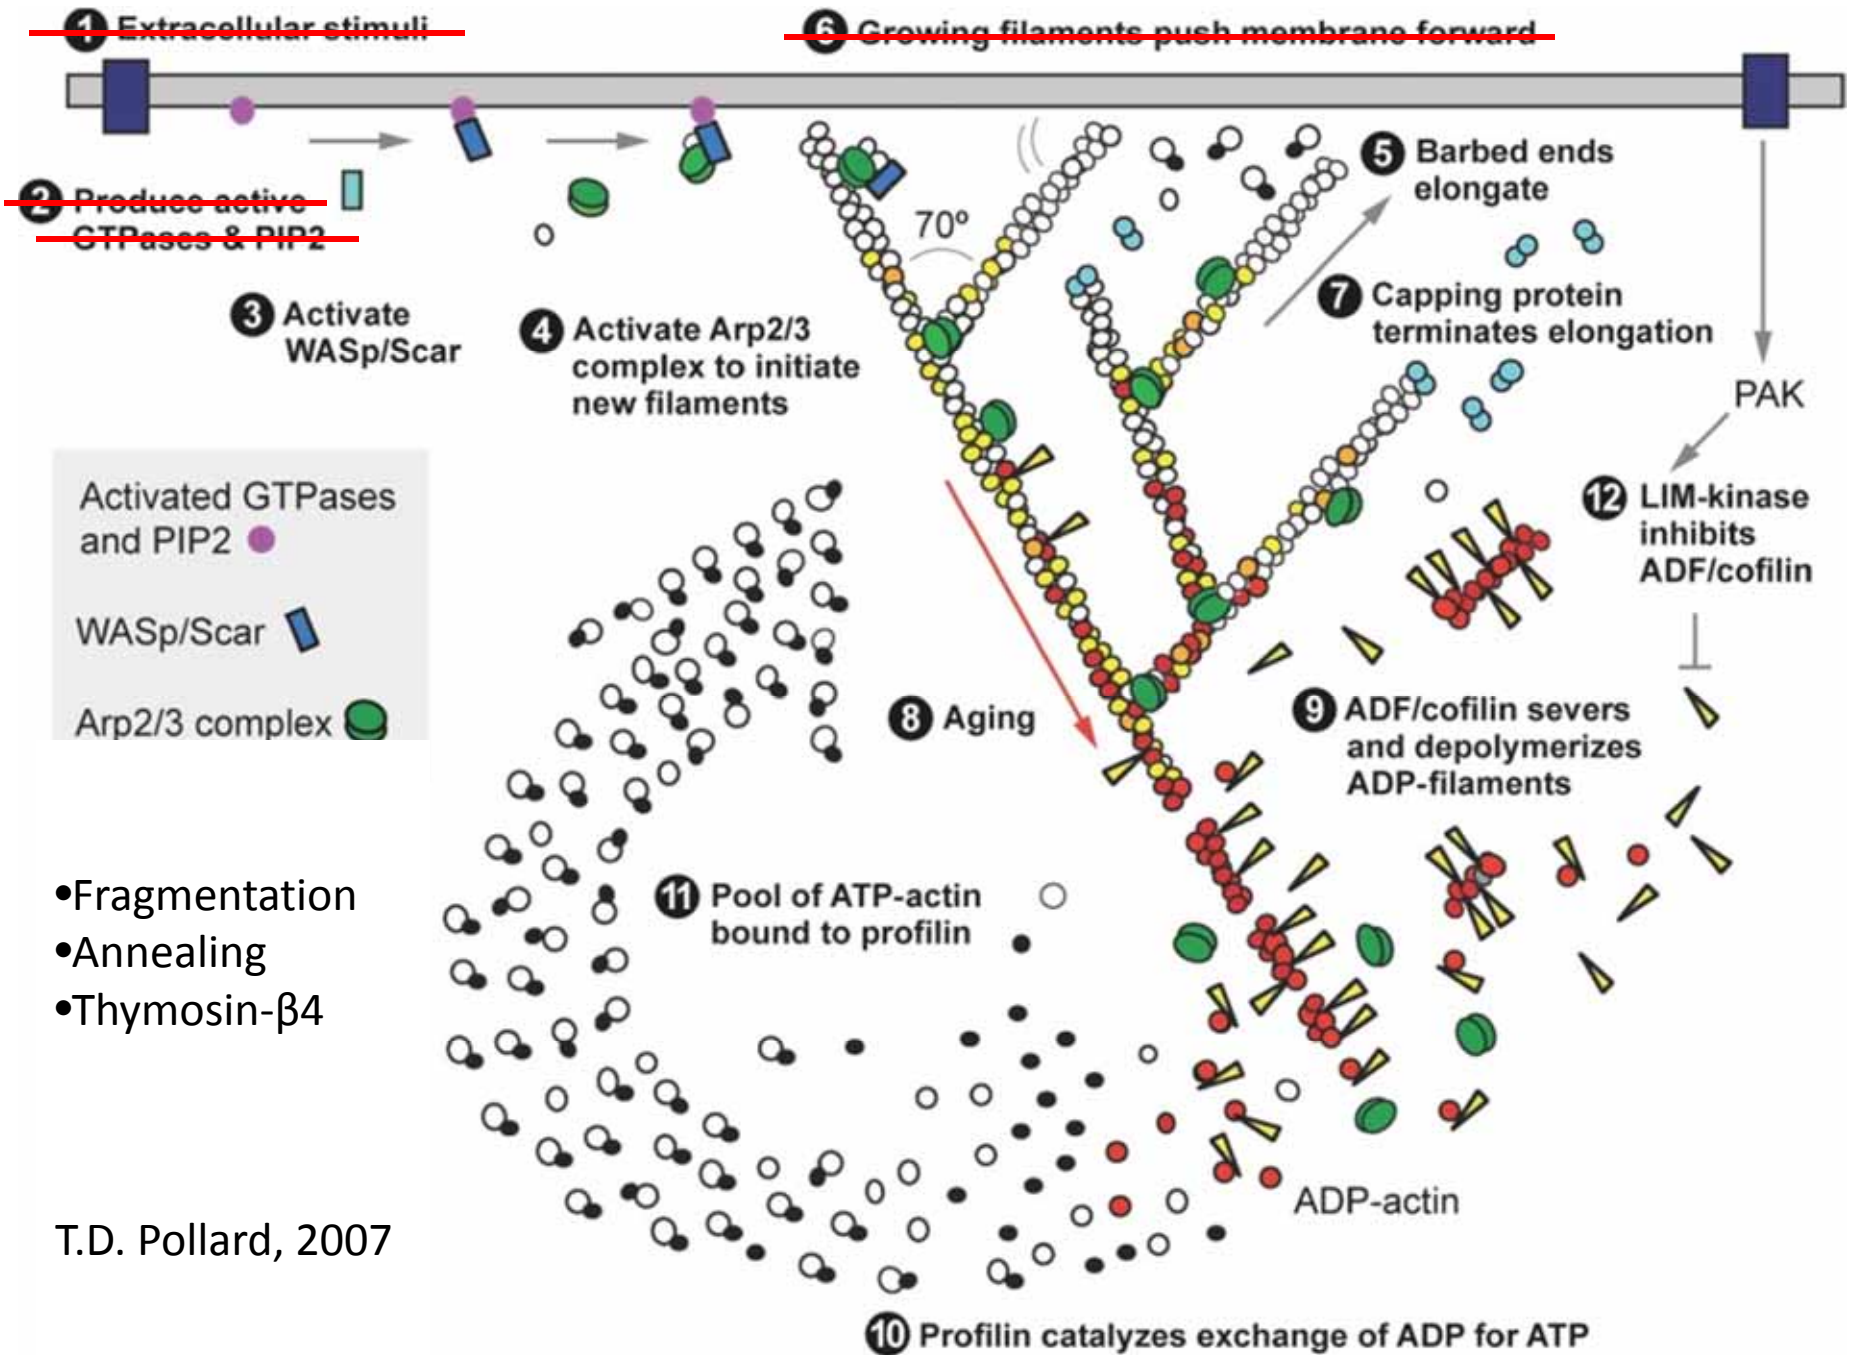 1 Extracellular stimuli
6 Growing filaments push membrane forward
2 Produce active
GTPases & PIP2
3 Activate
WASp/Scar
4 Activate Arp2/3
complex to initiate
new filaments
70º
5 Barbed ends
elongate
7 Capping protein
terminates elongation
PAK
12 LIM-kinase
inhibits
ADF/cofilin
Activated GTPases
and PIP2
WASp/Scar
Arp2/3 complex
8 Aging
9 ADF/cofilin severs
and depolymerizes
ADP-filaments
•Fragmentation
•Annealing
•Thymosin-β4
11 Pool of ATP-actin
bound to profilin
ADP-actin
T.D. Pollard, 2007
10 Profilin catalyzes exchange of ADP for ATP